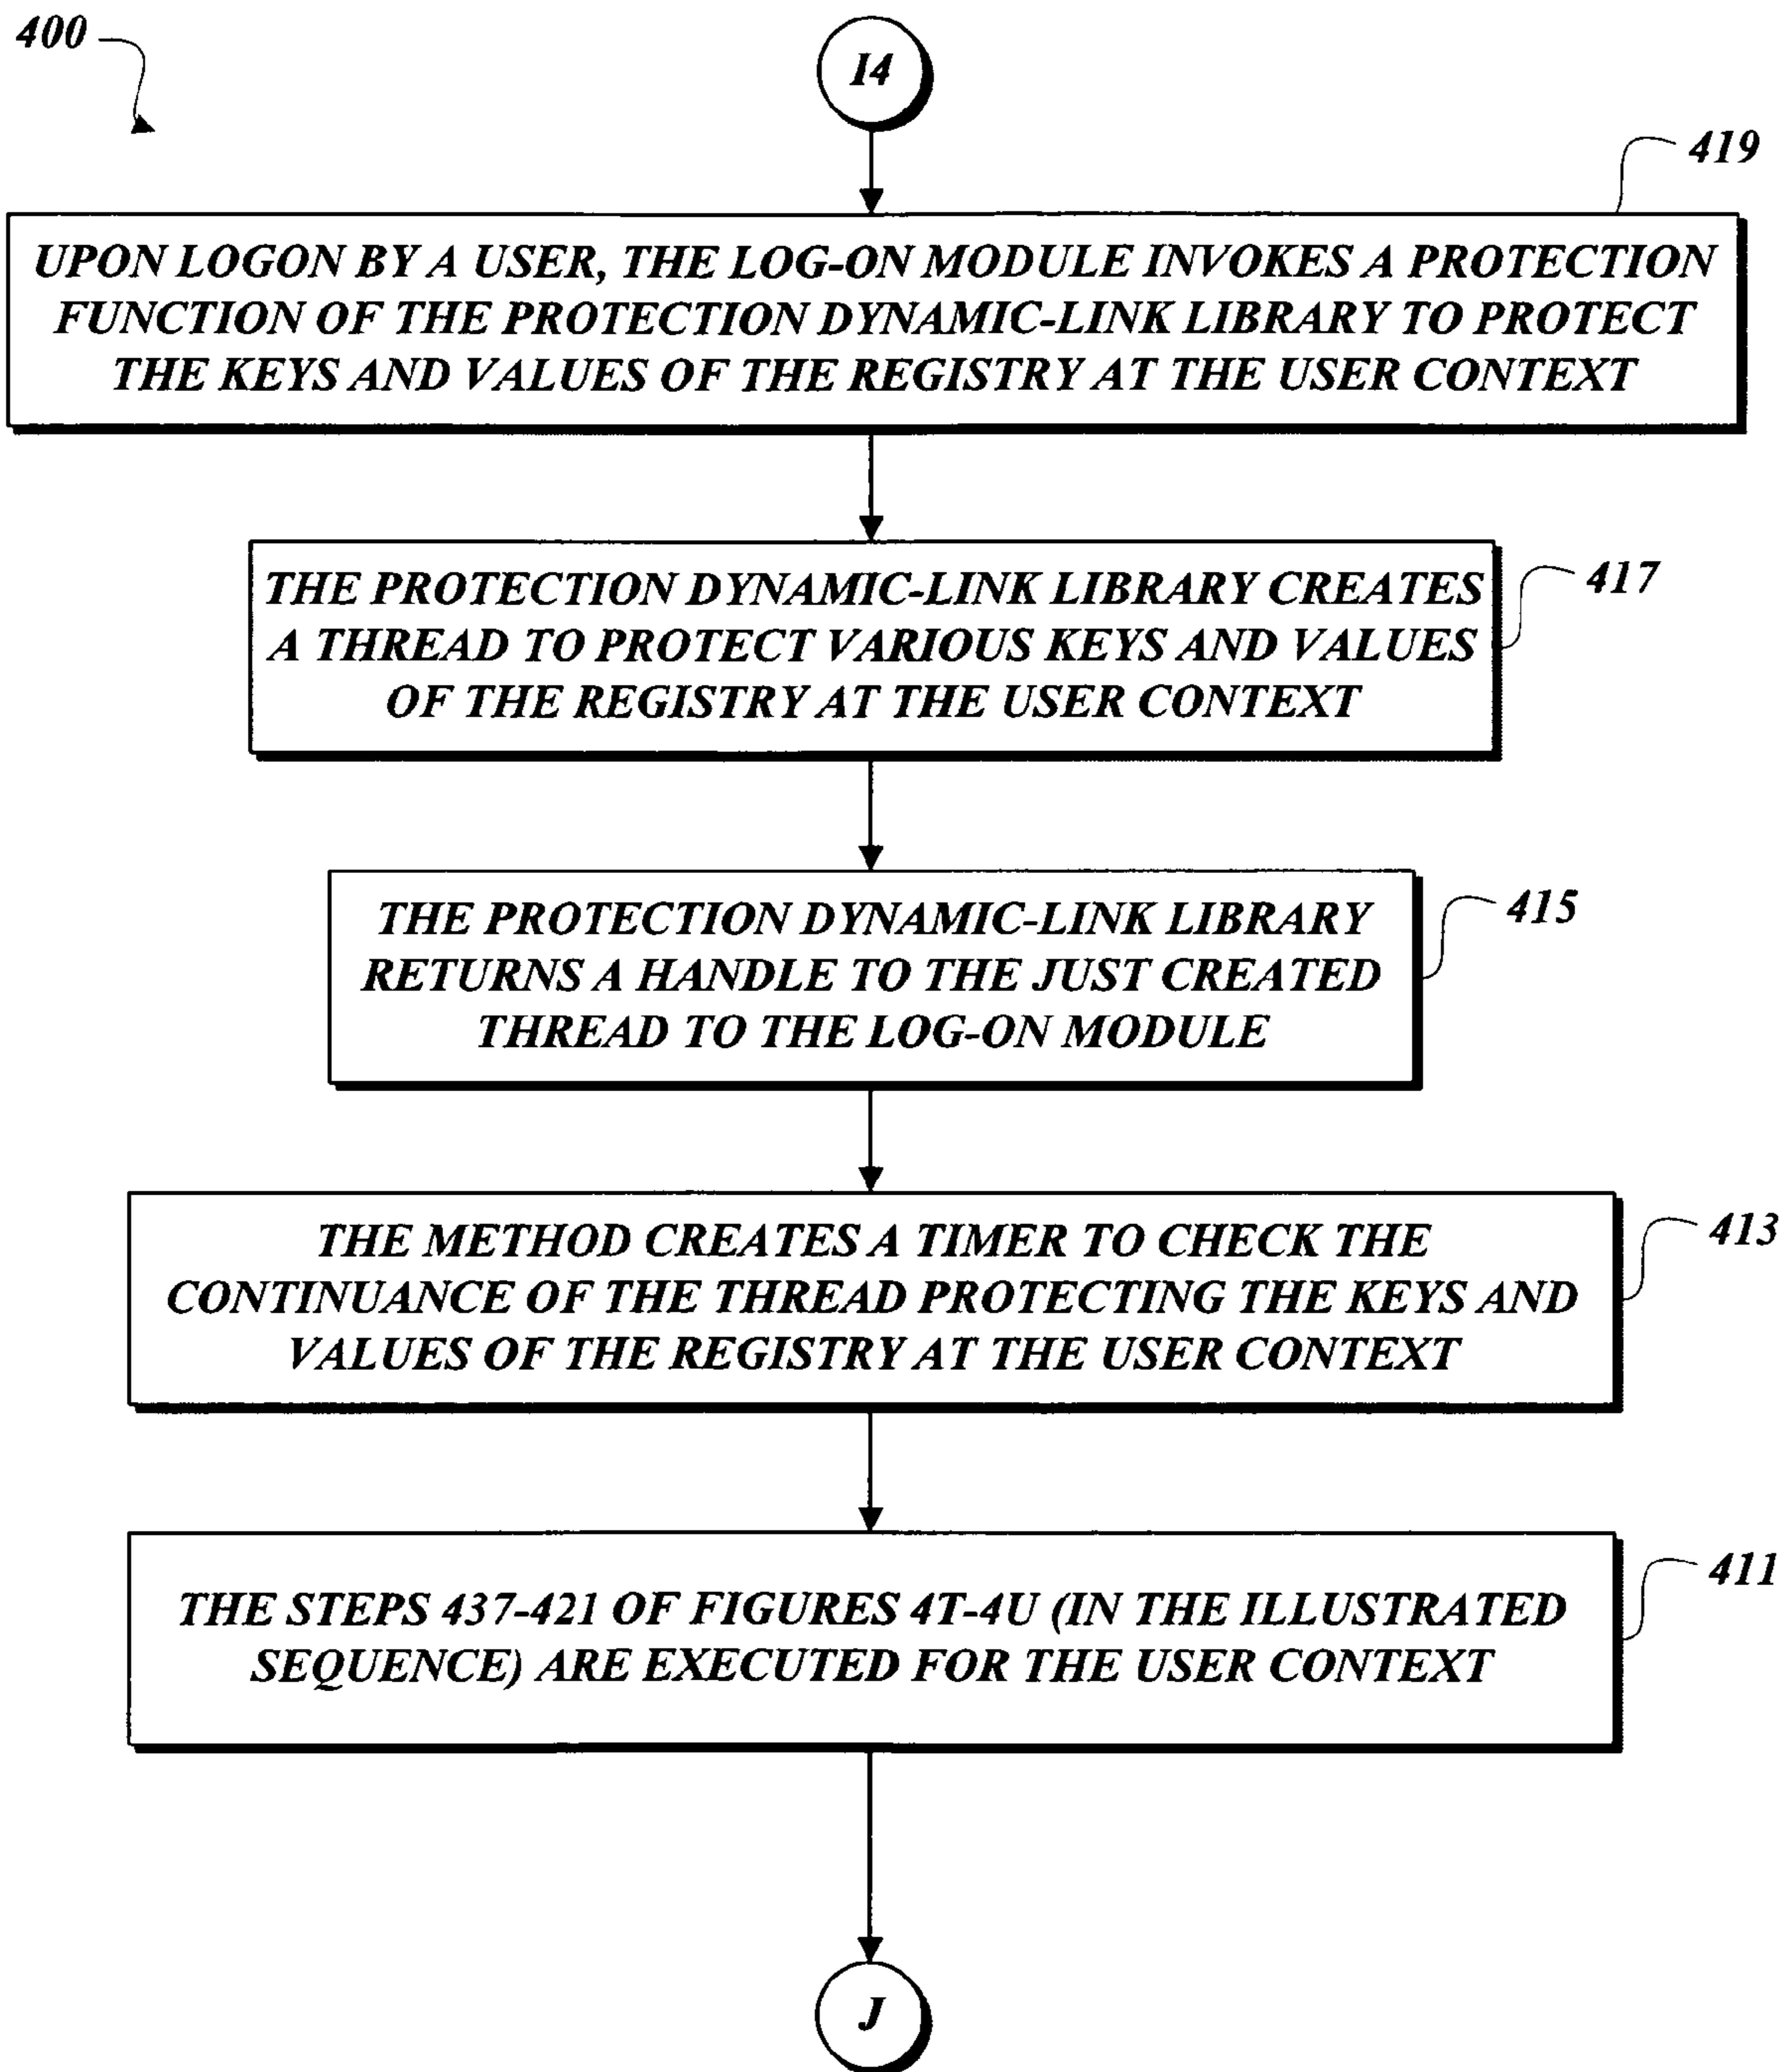 400
I4
419
UPON LOGON BY A USER, THE LOG-ON MODULE INVOKES A PROTECTION
FUNCTION OF THE PROTECTION DYNAMIC-LINK LIBRARY TO PROTECT
THE KEYS AND VALUES OF THE REGISTRY AT THE USER CONTEXT
417
THE PROTECTION DYNAMIC-LINK LIBRARY CREATES
A THREAD TO PROTECT VARIOUS KEYS AND VALUES
OF THE REGISTRY AT THE USER CONTEXT
415
THE PROTECTION DYNAMIC-LINK LIBRARY
RETURNS A HANDLE TO THE JUST CREATED
THREAD TO THE LOG-ON MODULE
413
THE METHOD CREATES A TIMER TO CHECK THE
CONTINUANCE OF THE THREAD PROTECTING THE KEYS AND
VALUES OF THE REGISTRY AT THE USER CONTEXT
411
THE STEPS 437-421 OF FIGURES 4T-4U (IN THE ILLUSTRATED
SEQUENCE) ARE EXECUTED FOR THE USER CONTEXT
J